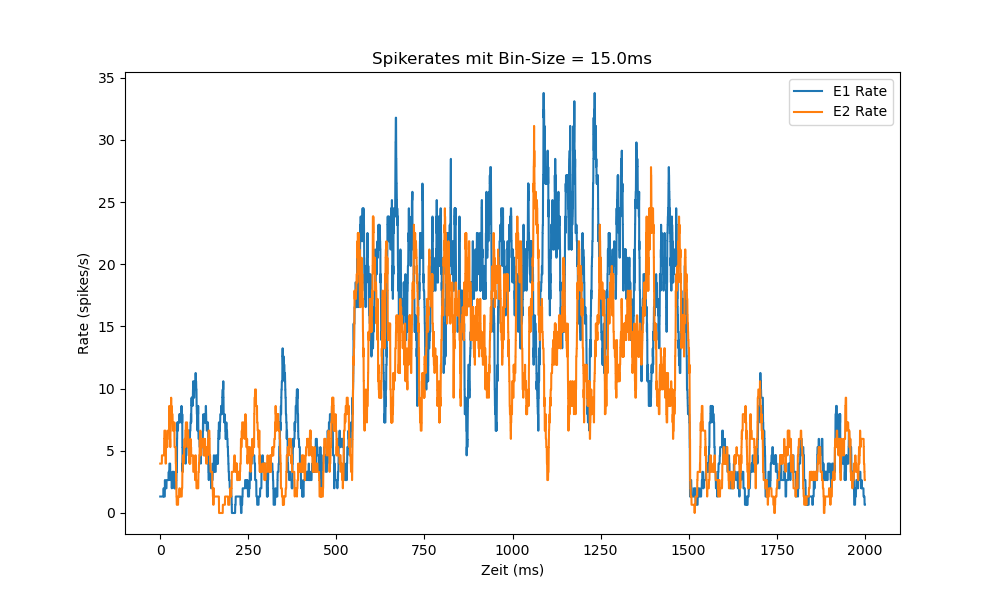 Spikerates mit Bin-Size = 15.0ms
E1 Rate
E2 Rate
Rate (spikes/s)
35
30
25
20
15
10
5
0
0 250 500 750 1000 1250 1500 1750 2000
Zeit (ms)